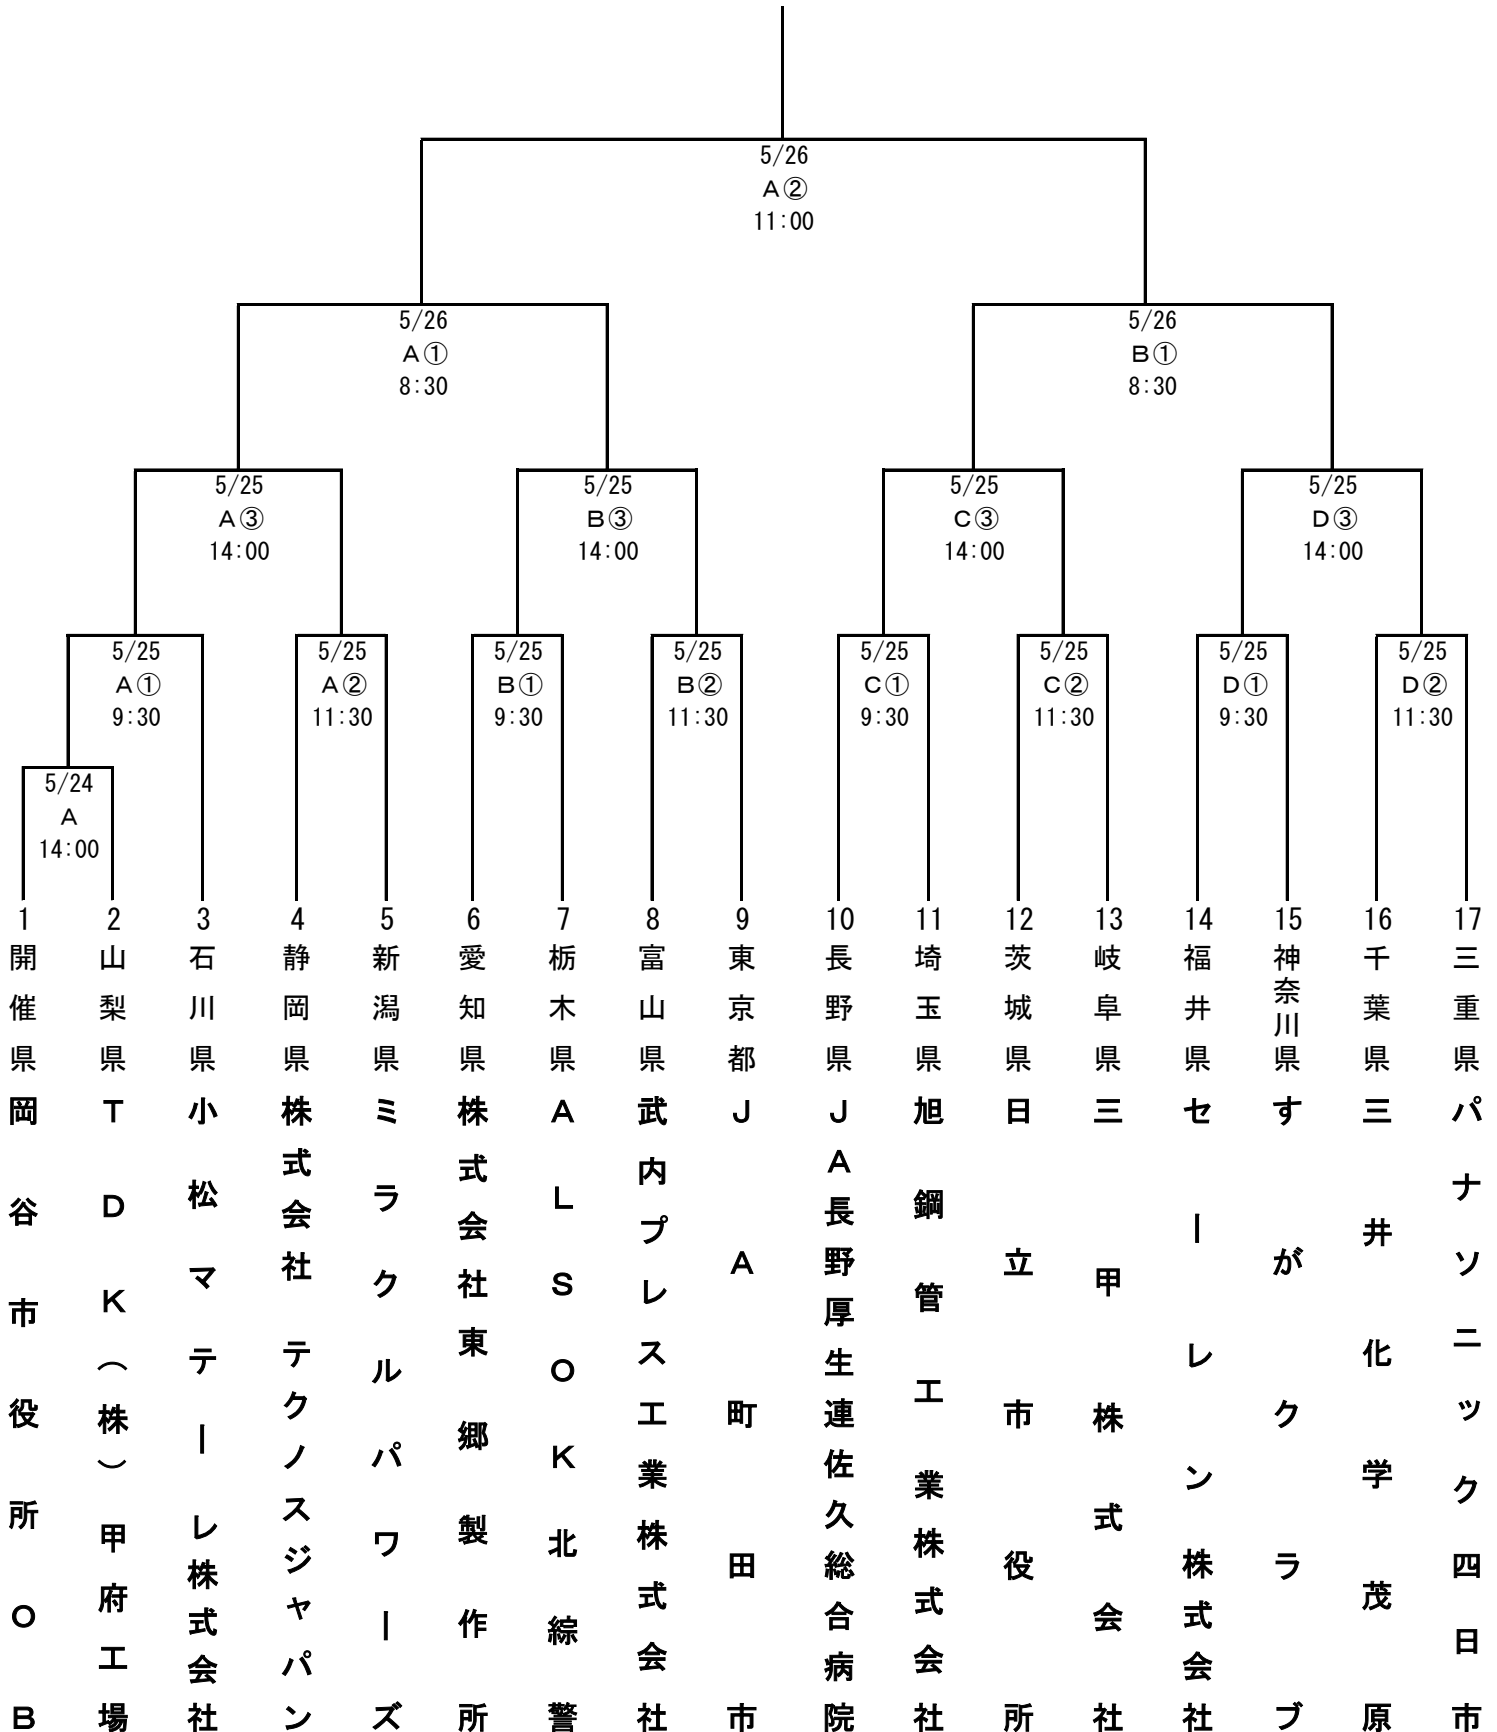 5/26
A②
11:00
5/26
A①
8:30
5/26
B①
8:30
5/25
A③
14:00
5/25
B③
14:00
5/25
C③
14:00
5/25
D③
14:00
5/25
A①
9:30
5/25
A②
11:30
5/25
B①
9:30
5/25
B②
11:30
5/25
C①
9:30
5/25
C②
11:30
5/25
D①
9:30
5/25
D②
11:30
5/24
A
14:00
1
開催県
岡谷市役所OB
2
山梨県
TDK(株)甲府工場
3
石川県
小松マテーレ株式会社
4
静岡県
株式会社 テクノスジャパン
5
新潟県
ミラクルパワーズ
6
愛知県
株式会社東郷製作所
7
栃木県
ALSOK北綜警
8
富山県
武内プレス工業株式会社
9
東京都
JA町田市
10
長野県
JA長野厚生連佐久総合病院
11
埼玉県
旭鋼管工業株式会社
12
茨城県
日立市役所
13
岐阜県
三甲株式会社
14
福井県
セーレン株式会社
15
神奈川県
すがクラブ
16
千葉県
三井化学茂原
17
三重県
パナソニック四日市